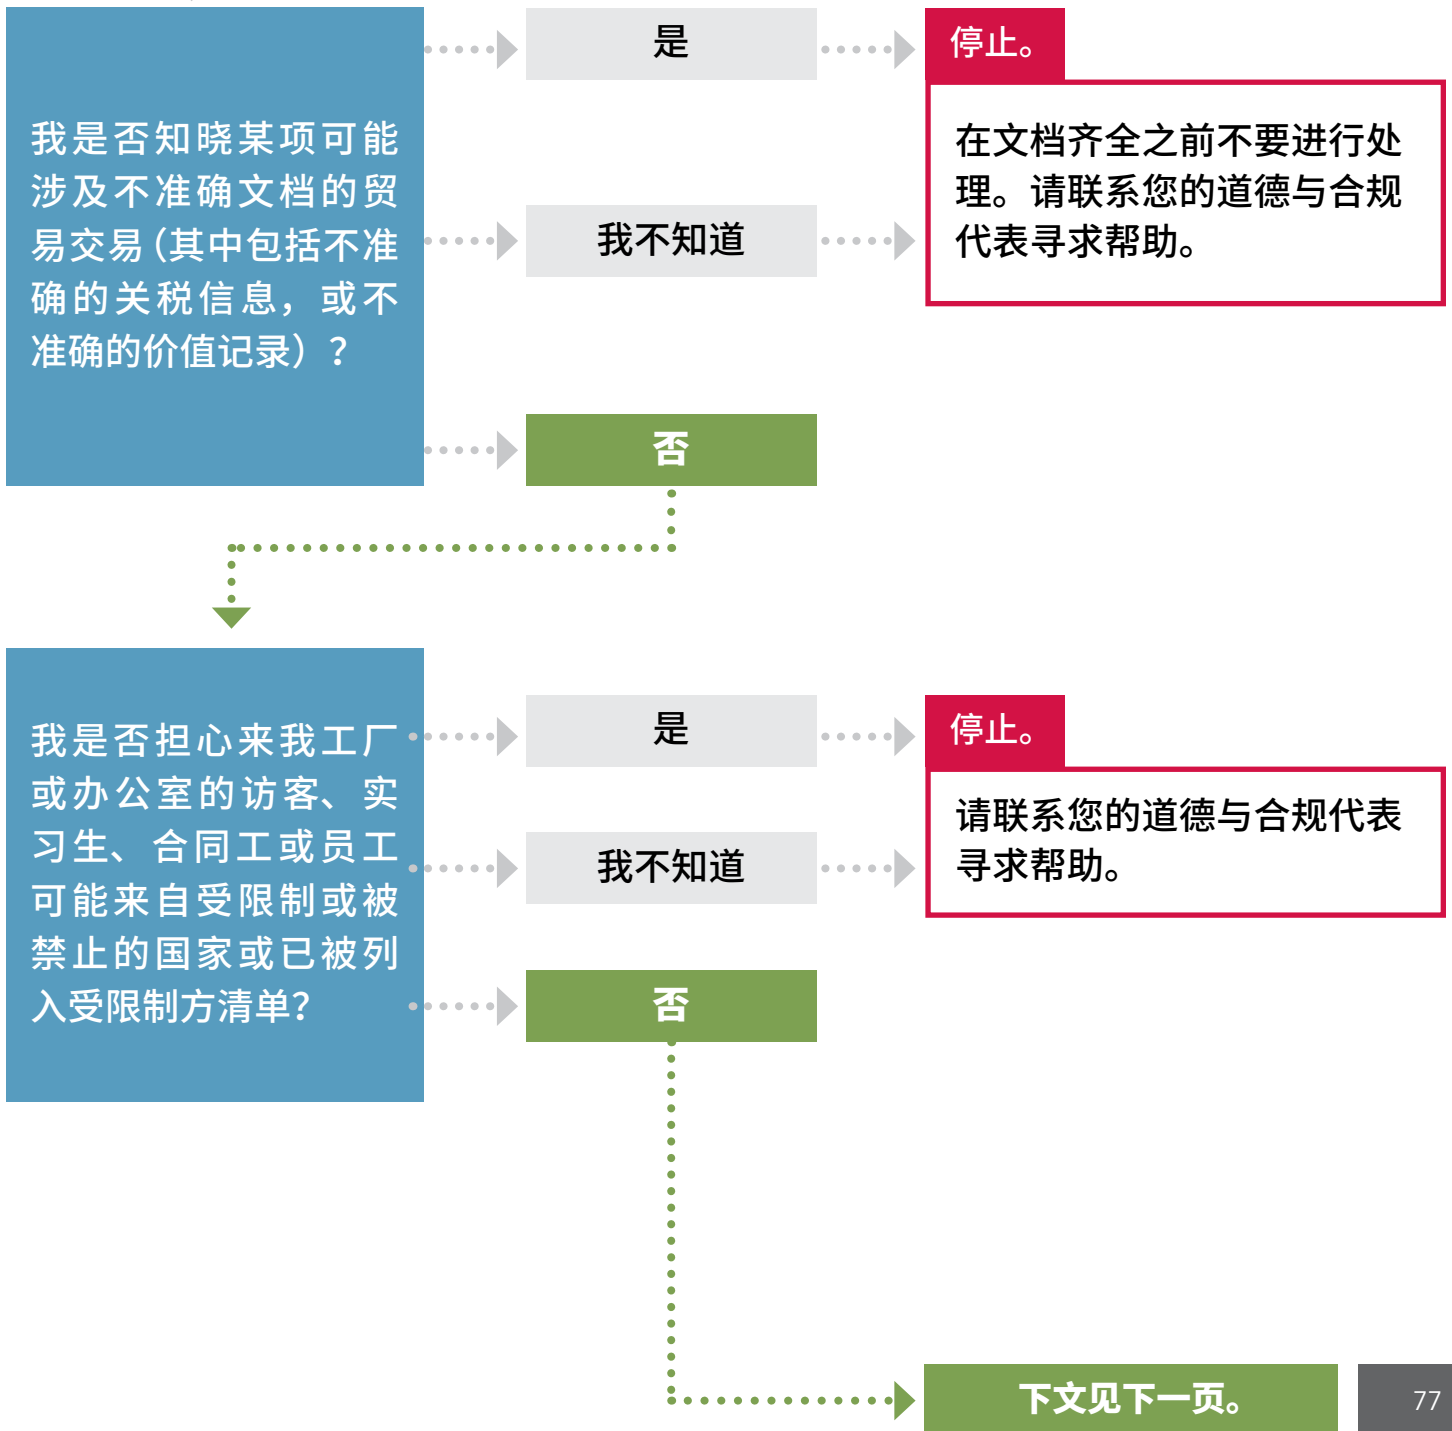 我是否知晓某项可能
涉及不准确文档的贸
易交易（其中包括不准
确的关税信息，或不
准确的价值记录）？
是
我不知道
否
停止。
在文档齐全之前不要进行处
理。请联系您的道德与合规
代表寻求帮助。
我是否担心来我工厂
或办公室的访客、实
习生、合同工或员工
可能来自受限制或被
禁止的国家或已被列
入受限制方清单？
是
我不知道
否
停止。
请联系您的道德与合规代表
寻求帮助。
下文见下一页。
77